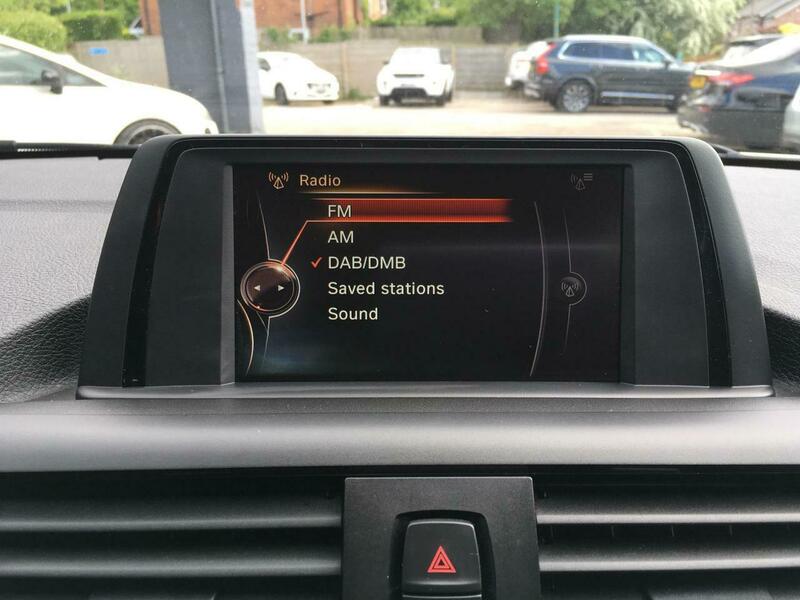 Radio
FM
AM
DAB/DMB
Saved stations
Sound